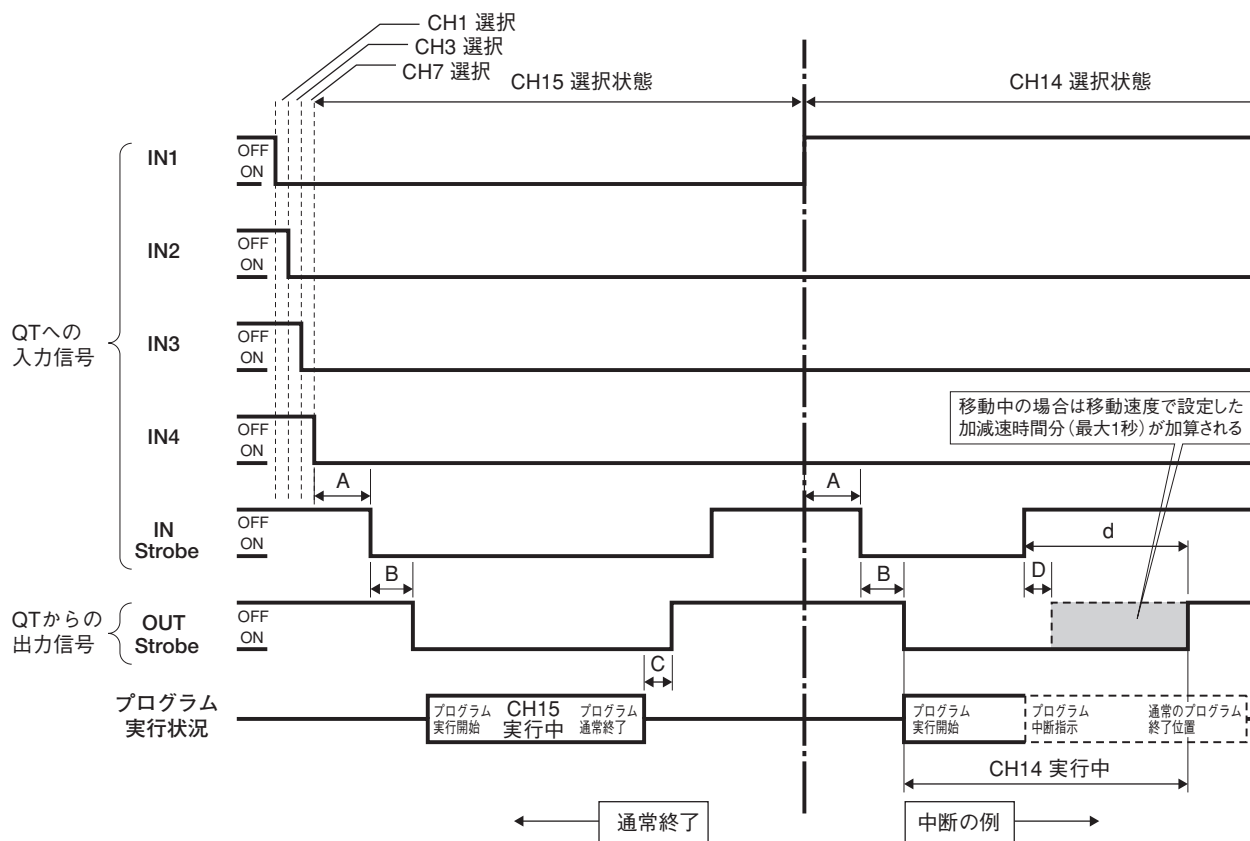 CH1 選択
CH3 選択
CH7 選択
CH15 選択状態
CH14 選択状態
QTへの
入力信号
IN1
OFF
ON
IN2
OFF
ON
IN3
OFF
ON
IN4
OFF
ON
移動中の場合は移動速度で設定した
加減速時間分(最大1秒)が加算される
A
A
IN
Strobe
OFF
ON
d
B
B
D
QTからの
出力信号
OUT
Strobe
OFF
ON
C
プログラム
実行状況
プログラム
実行開始
CH15
実行中
プログラム
通常終了
プログラム
実行開始
プログラム
中断指示
通常のプログラム
終了位置
CH14 実行中
通常終了
中断の例